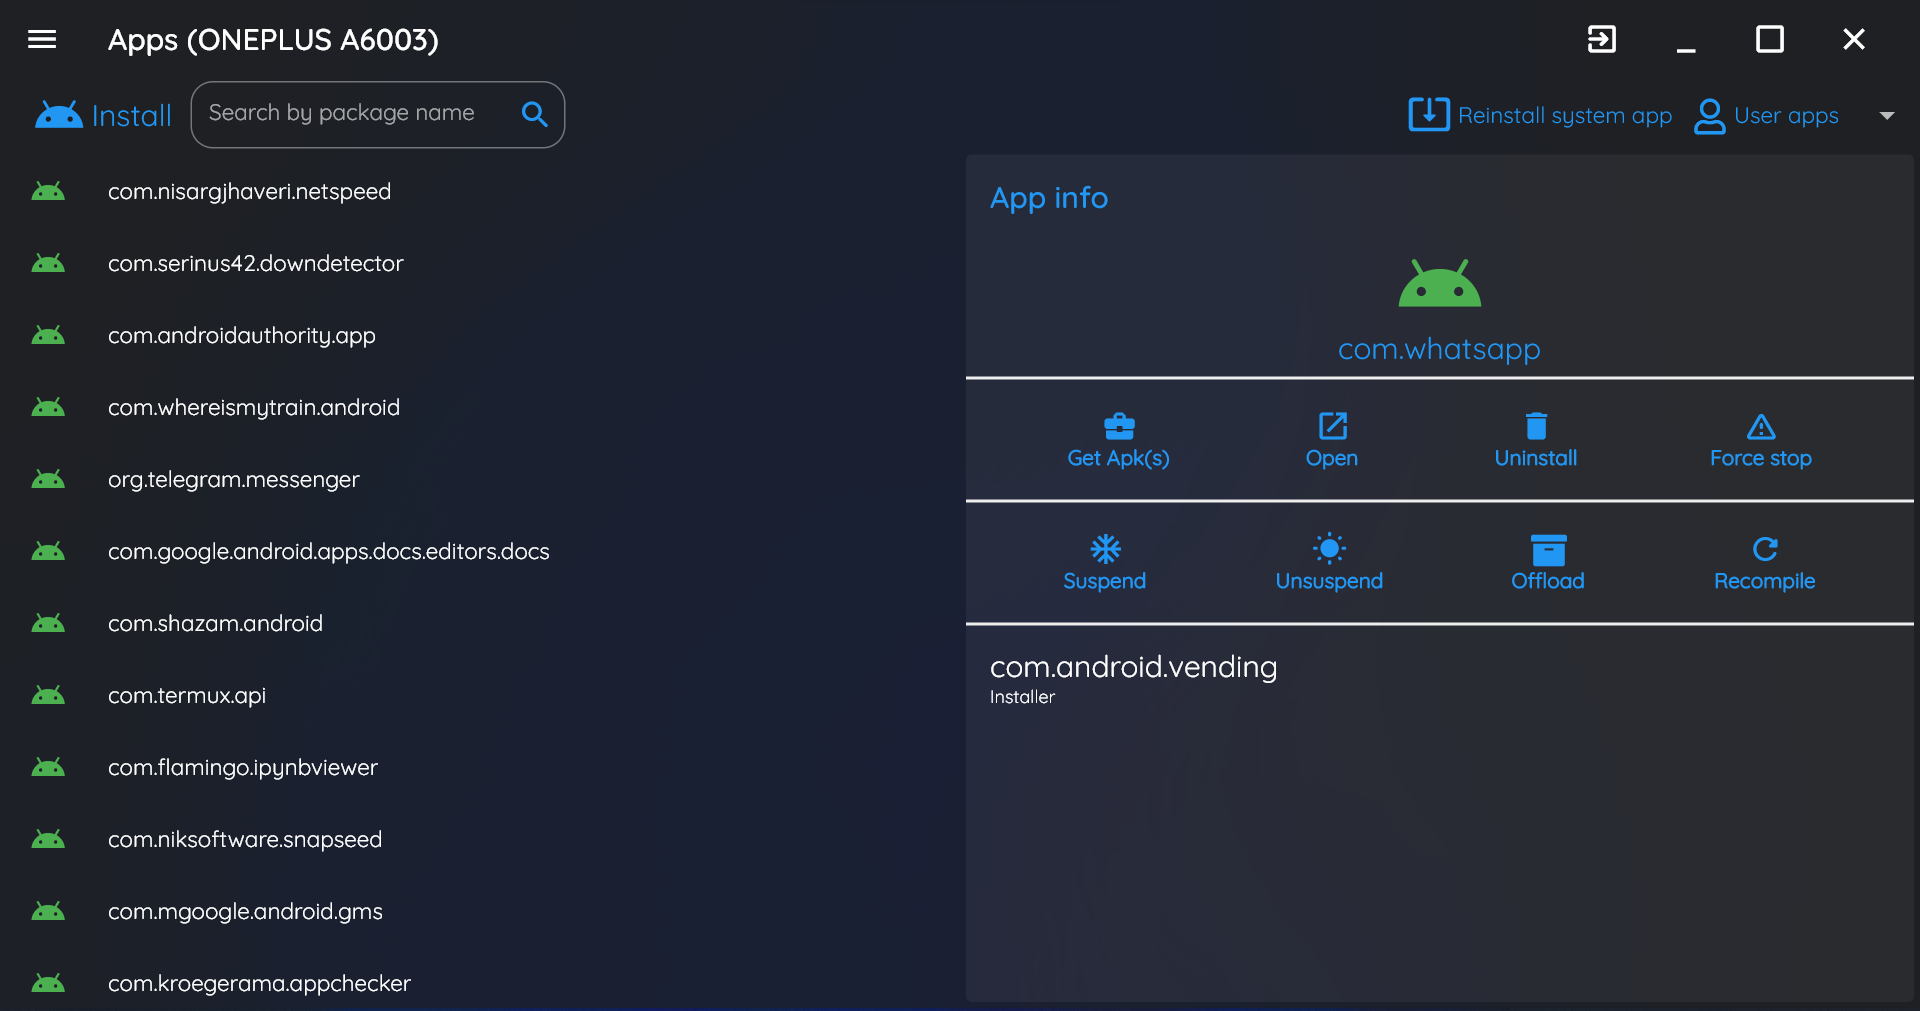 Apps (ONEPLUS A6003)
Install
Search by package name
Reinstall system app
User apps
com.nisargjhaveri.netspeed
com.serinus42.downdetector
com.androidauthority.app
com.whereismytrain.android
org.telegram.messenger
com.google.android.apps.docs.editors.docs
com.shazam.android
com.termux.api
com.flamingo.ipynbviewer
com.niksoftware.snapseed
com.mgoogle.android.gms
com.kroegerama.appchecker
App info
com.whatsapp
Get Apk(s)
Open
Uninstall
Force stop
Suspend
Unsuspend
Offload
Recompile
com.android.vending
Installer